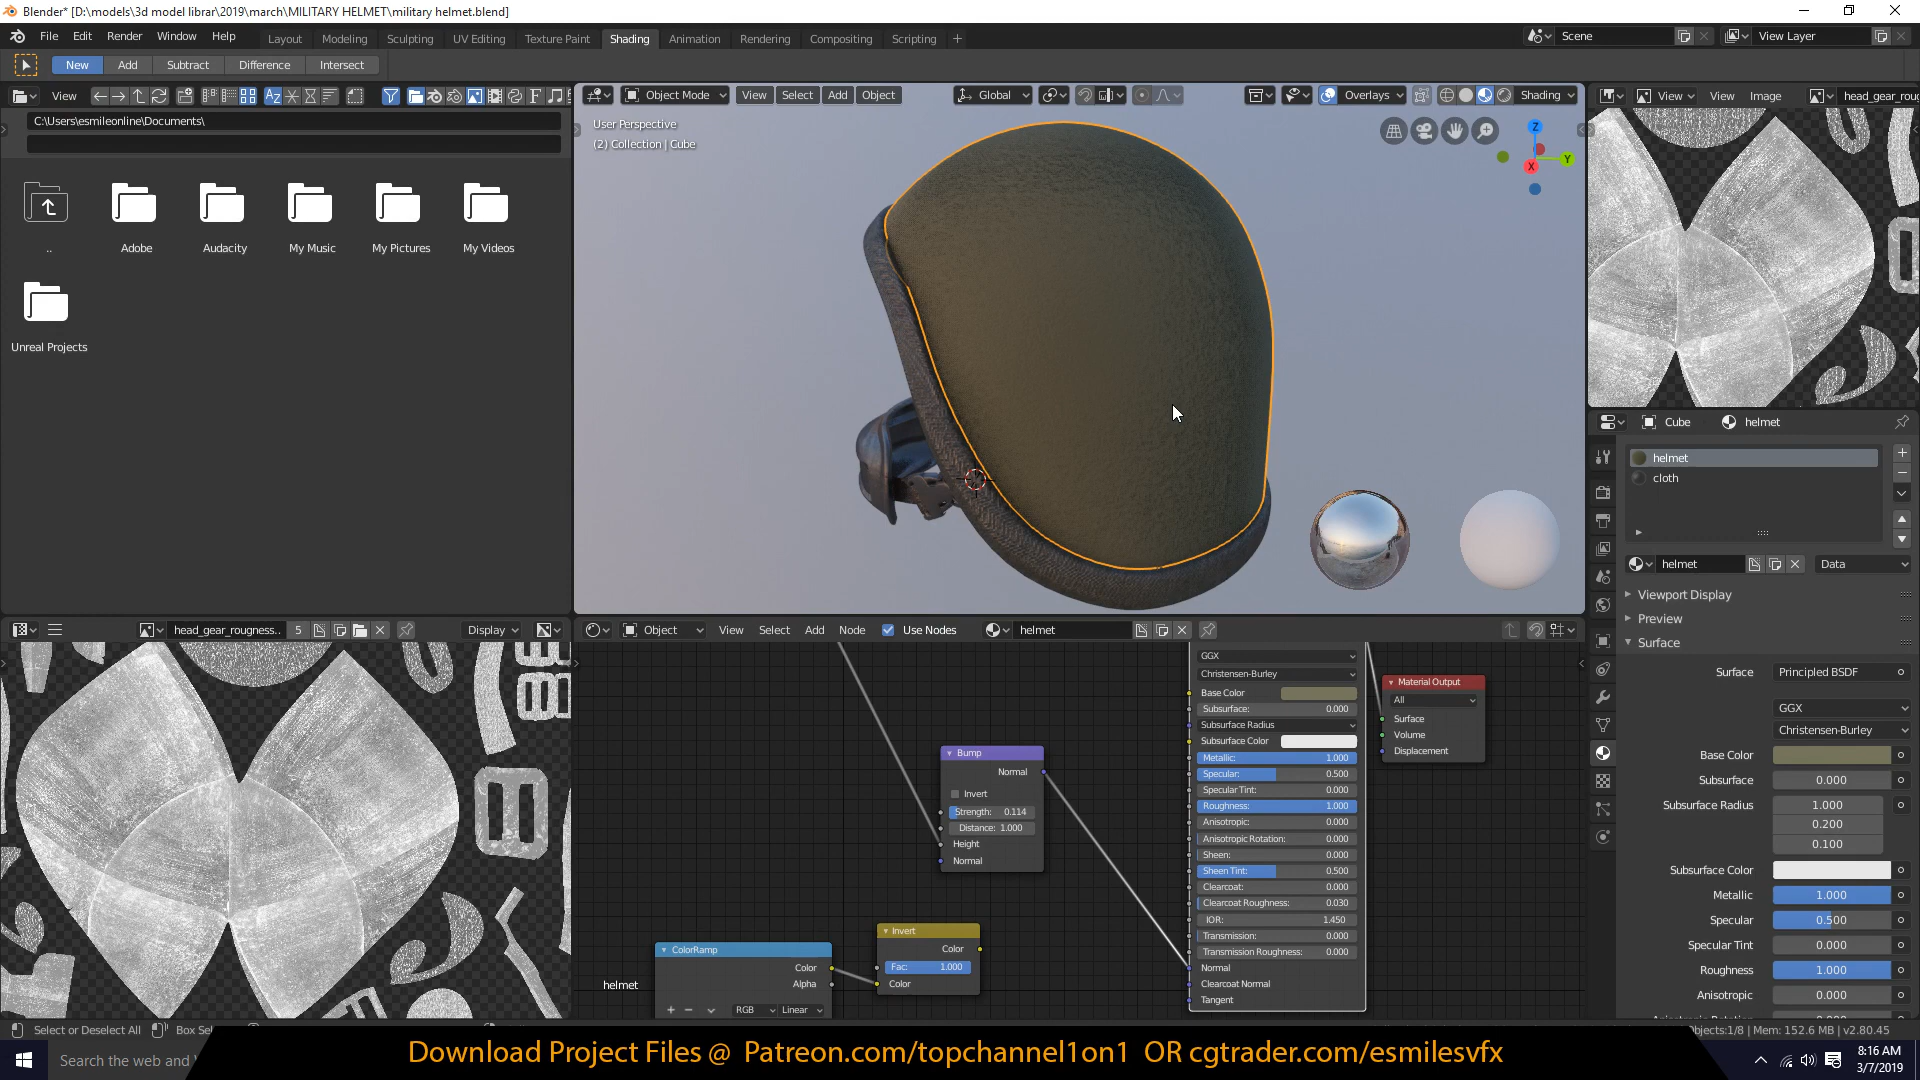 Blender* [D:\models\3d model librar\2019\march\MILITARY HELMET\military helmet.blend]
File Edit Render Window Help Layout Modeling Sculpting UV Editing Texture Paint Shading Animation Rendering Compositing Scripting + Scene View Layer
New Add Subtract Difference Intersect
View
C:\Users\esmileonline\Documents\
..
Adobe
Audacity
My Music
My Pictures
My Videos
Unreal Projects
Object Mode View Select Add Object Global Overlays Shading
User Perspective
(2) Collection | Cube
Z
Y
X
View View Image head_gear_roug
Cube helmet
helmet
cloth
helmet Data
Viewport Display
Preview
Surface
Surface Principled BSDF
GGX
Christensen-Burley
Base Color
Subsurface 0.000
Subsurface Radius 1.000
0.200
0.100
Subsurface Color
Metallic 1.000
Specular 0.500
Specular Tint 0.000
Roughness 1.000
Anisotropic 0.000
head_gear_roughness.. 5 Display
Object View Select Add Node Use Nodes helmet
GGX
Christensen-Burley
Base Color
Subsurface: 0.000
Subsurface Radius
Subsurface Color
Metallic: 1.000
Specular: 0.500
Specular Tint: 0.000
Roughness: 1.000
Anisotropic: 0.000
Anisotropic Rotation: 0.000
Sheen: 0.000
Sheen Tint: 0.500
Clearcoat: 0.000
Clearcoat Roughness: 0.030
IOR: 1.450
Transmission: 0.000
Transmission Roughness: 0.000
Normal
Clearcoat Normal
Tangent
Material Output
All
Surface
Volume
Displacement
Bump
Normal
Invert
Strength: 0.114
Distance: 1.000
Height
Normal
Invert
Color
Fac: 1.000
Color
ColorRamp
Color
Alpha
RGB Linear
helmet
Select or Deselect All Box Sel
Objects:1/8 | Mem: 152.6 MB | v2.80.45
Search the web and
Download Project Files @ Patreon.com/topchannel1on1 OR cgtrader.com/esmilesvfx
8:16 AM
3/7/2019